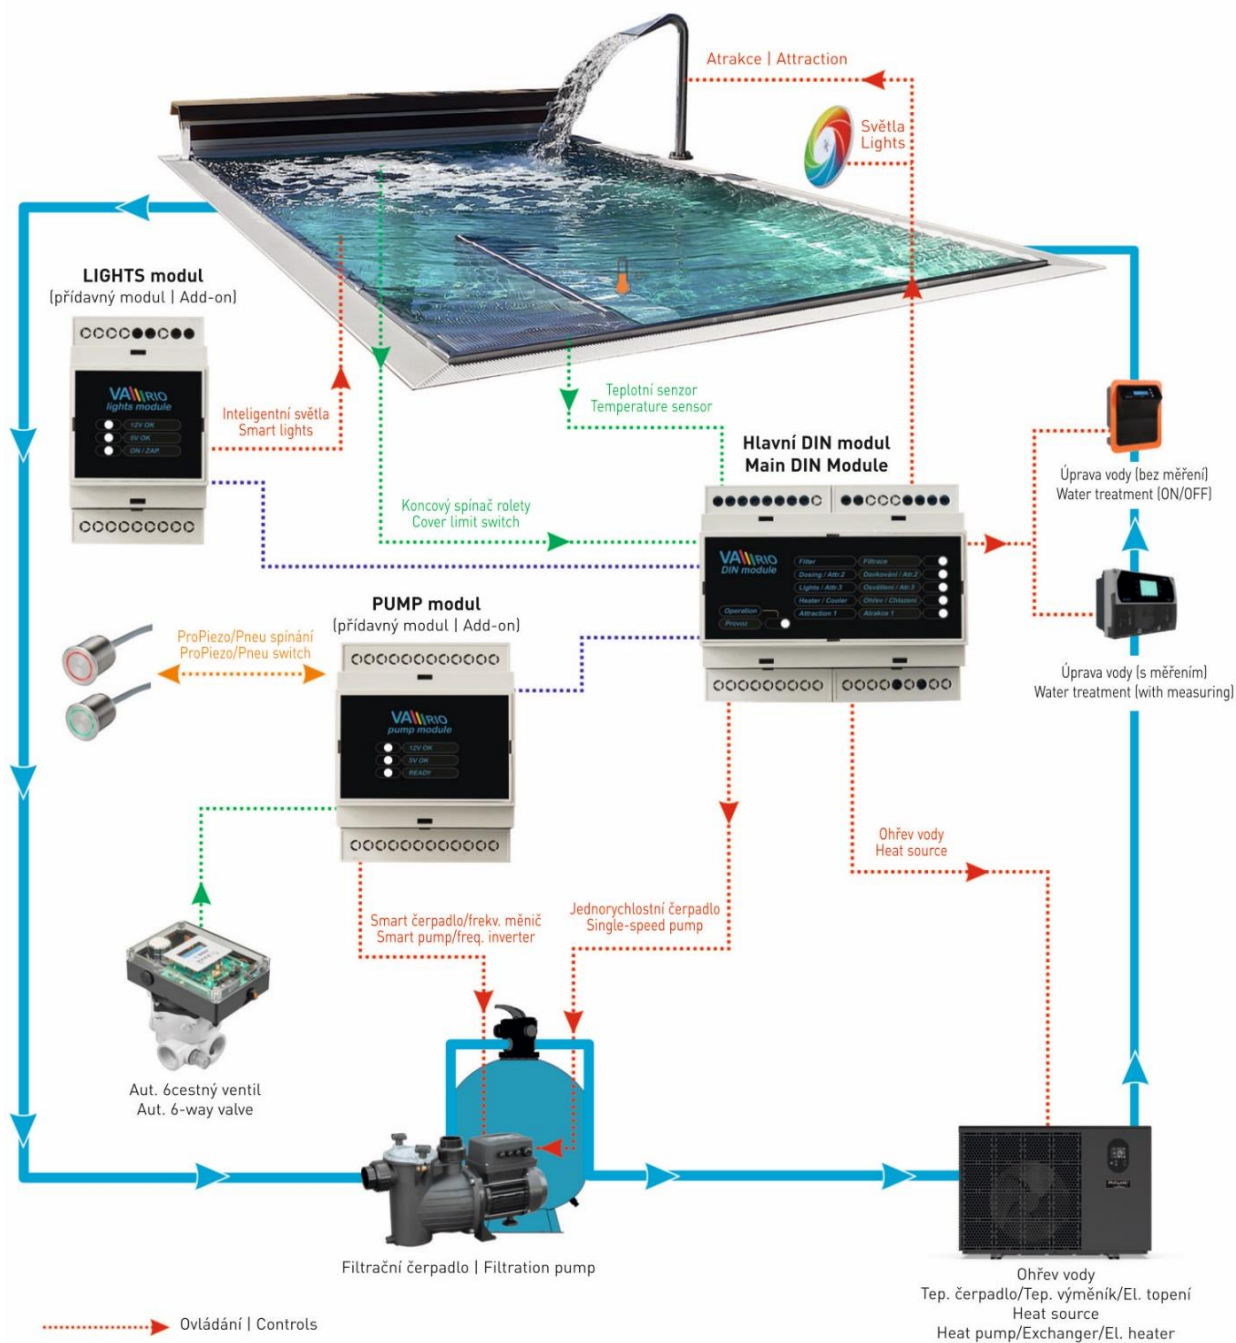 Atrakce | Attraction
Světla
Lights
LIGHTS modul
(přídavný modul | Add-on)
VA RIO
lights module
12V OK
5V OK
ON / ZAP.
Inteligentní světla
Smart lights
Teplotní senzor
Temperature sensor
Koncový spínač rolety
Cover limit switch
Hlavní DIN modul
Main DIN Module
VA RIO
DIN module
Filter
Filtrace
Dosing / Attr.2
Davkování / Atr.2
Lights / Attr.3
Osvětlení / Atr.3
Heater / Cooler
Ohřev / Chlazení
Attraction 1
Atrakce 1
Operation
Provoz
Úprava vody (bez měření)
Water treatment (ON/OFF)
Úprava vody (s měřením)
Water treatment (with measuring)
PUMP modul
(přídavný modul | Add-on)
ProPiezo/Pneu spínání
ProPiezo/Pneu switch
VA RIO
pump module
12V OK
5V OK
READY
Ohřev vody
Heat source
Smart čerpadlo/frekv. měnič
Smart pump/freq. inverter
Jednorychlostní čerpadlo
Single-speed pump
Aut. 6cestný ventil
Aut. 6-way valve
Filtrační čerpadlo | Filtration pump
Ohřev vody
Tep. čerpadlo/Tep. výměník/El. topení
Heat source
Heat pump/Exchanger/El. heater
Ovládání | Controls